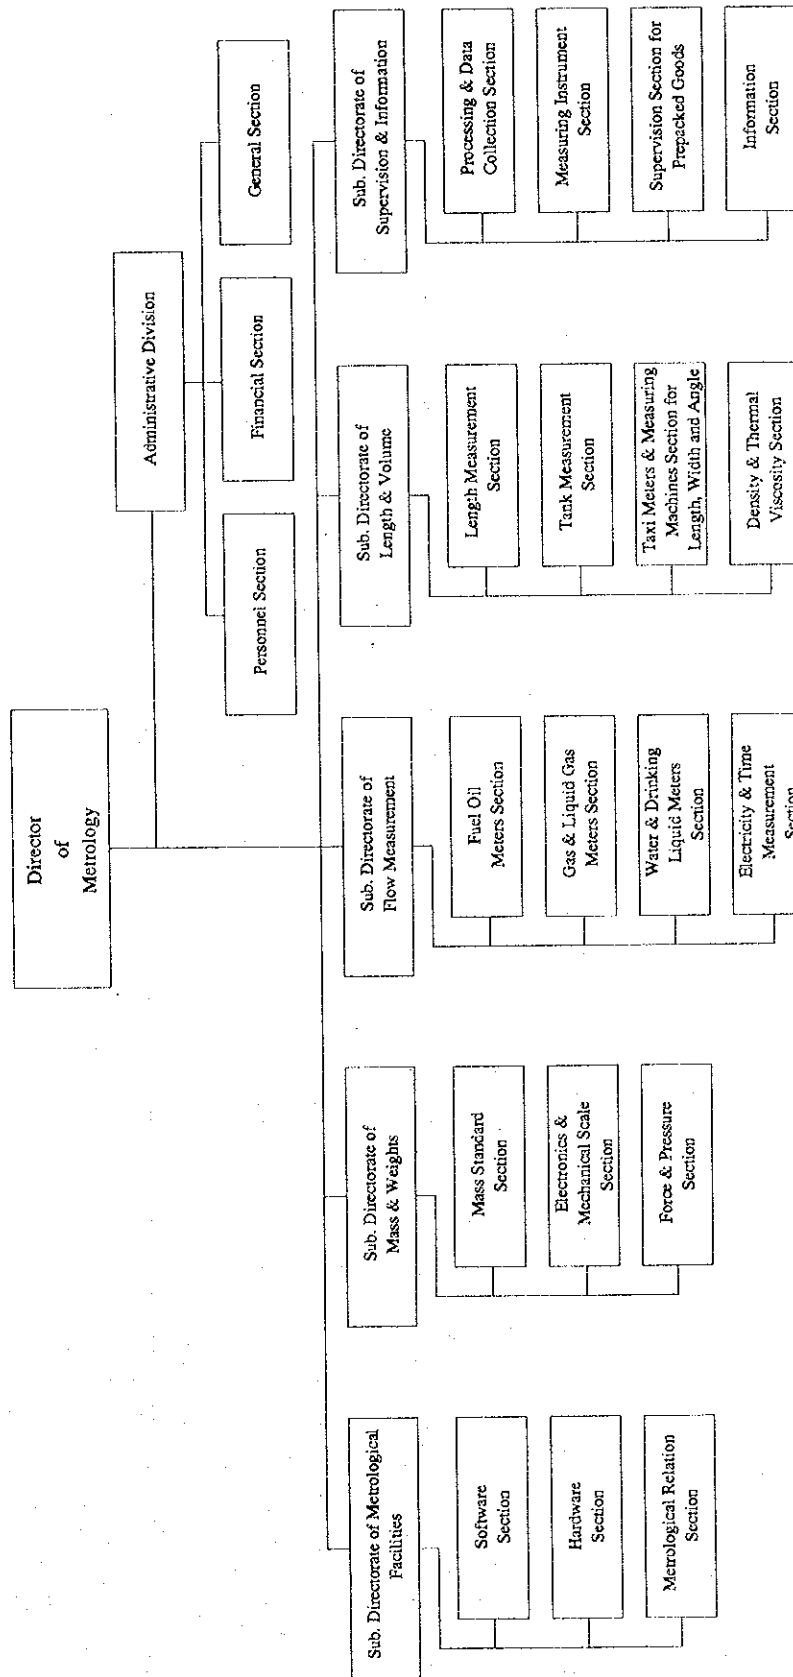 Director
of
Metrology
Administrative Division
Personnel Section
Financial Section
General Section
Sub. Directorate of Metrological
Facilities
Sub. Directorate of
Mass & Weights
Sub. Directorate of
Flow Measurement
Sub. Directorate of
Length & Volume
Sub. Directorate of
Supervision & Information
Software
Section
Hardware
Section
Metrological Relation
Section
Mass Standard
Section
Electronics &
Mechanical Scale
Section
Force & Pressure
Section
Fuel Oil
Meters Section
Gas & Liquid Gas
Meters Section
Water & Drinking
Liquid Meters
Section
Electricity & Time
Measurement
Section
Length Measurement
Section
Tank Measurement
Section
Taxi Meters & Measuring
Machines Section for
Length, Width and Angle
Density & Thermal
Viscosity Section
Processing & Data
Collection Section
Measuring Instrument
Section
Supervision Section for
Prepacked Goods
Information
Section